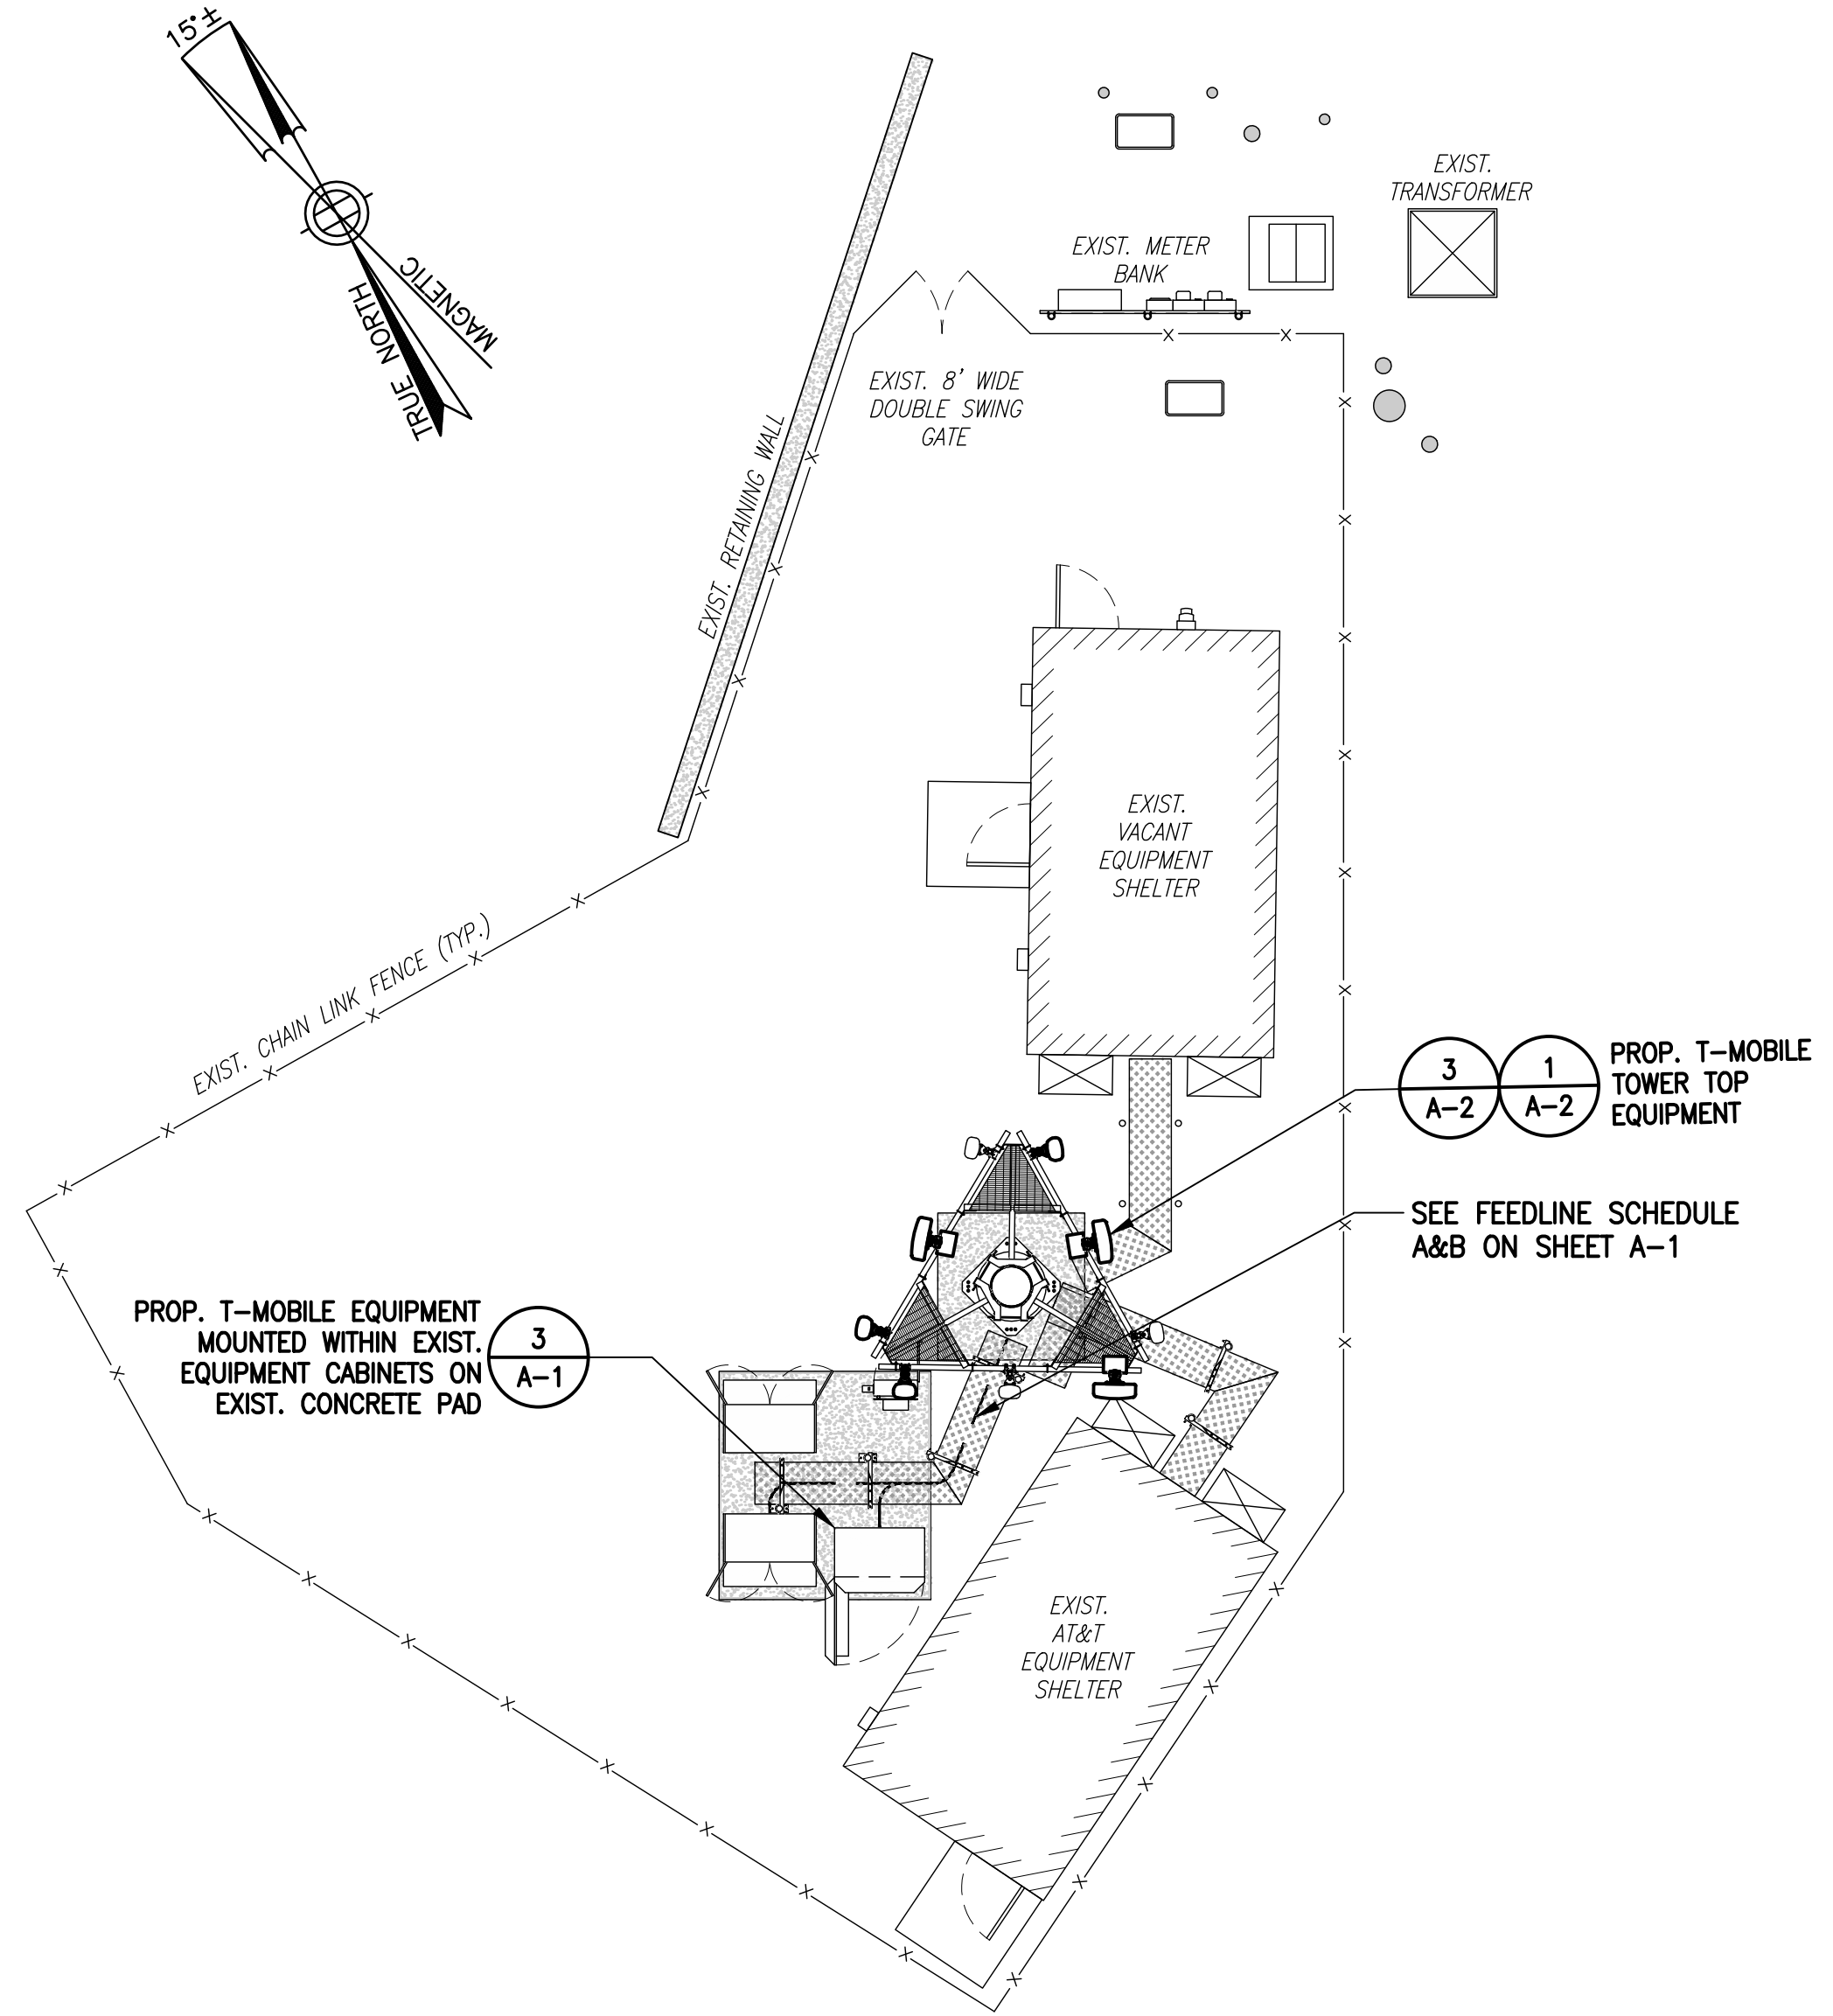 15°±
TRUE NORTH
MAGNETIC
EXIST.
TRANSFORMER
EXIST. METER
BANK
EXIST. 8' WIDE
DOUBLE SWING
GATE
EXIST. RETAINING WALL
EXIST.
VACANT
EQUIPMENT
SHELTER
EXIST. CHAIN LINK FENCE (TYP.)
3
A-2
1
A-2
PROP. T-MOBILE
TOWER TOP
EQUIPMENT
SEE FEEDLINE SCHEDULE
A&B ON SHEET A-1
PROP. T-MOBILE EQUIPMENT
MOUNTED WITHIN EXIST.
EQUIPMENT CABINETS ON
EXIST. CONCRETE PAD
3
A-1
EXIST.
AT&T
EQUIPMENT
SHELTER